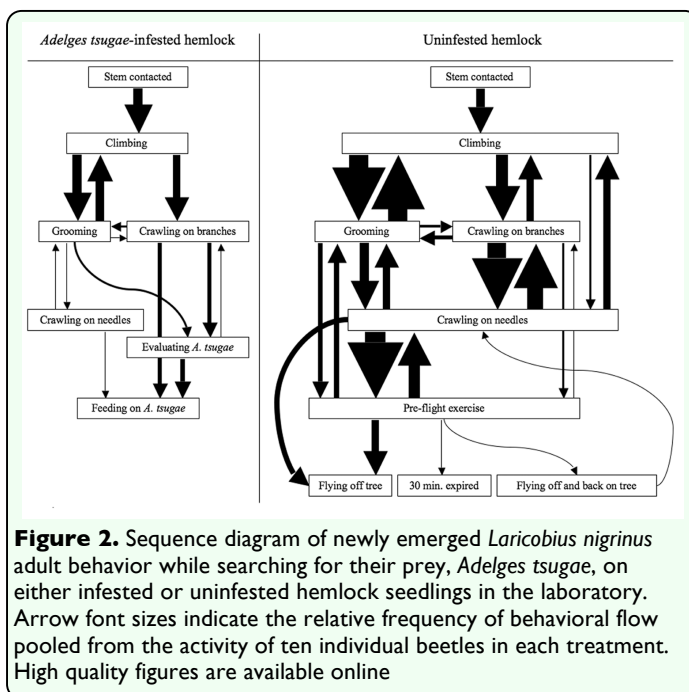 Adelges tsugae-infested hemlock
Stem contacted
Climbing
Grooming
Crawling on branches
Crawling on needles
Evaluating A. tsugae
Feeding on A. tsugae
Uninfested hemlock
Stem contacted
Climbing
Grooming
Crawling on branches
Crawling on needles
Pre-flight exercise
Flying off tree
30 min. expired
Flying off and back on tree
Figure 2. Sequence diagram of newly emerged Laricobius nigrinus
adult behavior while searching for their prey, Adelges tsugae, on
either infested or uninfested hemlock seedlings in the laboratory.
Arrow font sizes indicate the relative frequency of behavioral flow
pooled from the activity of ten individual beetles in each treatment.
High quality figures are available online